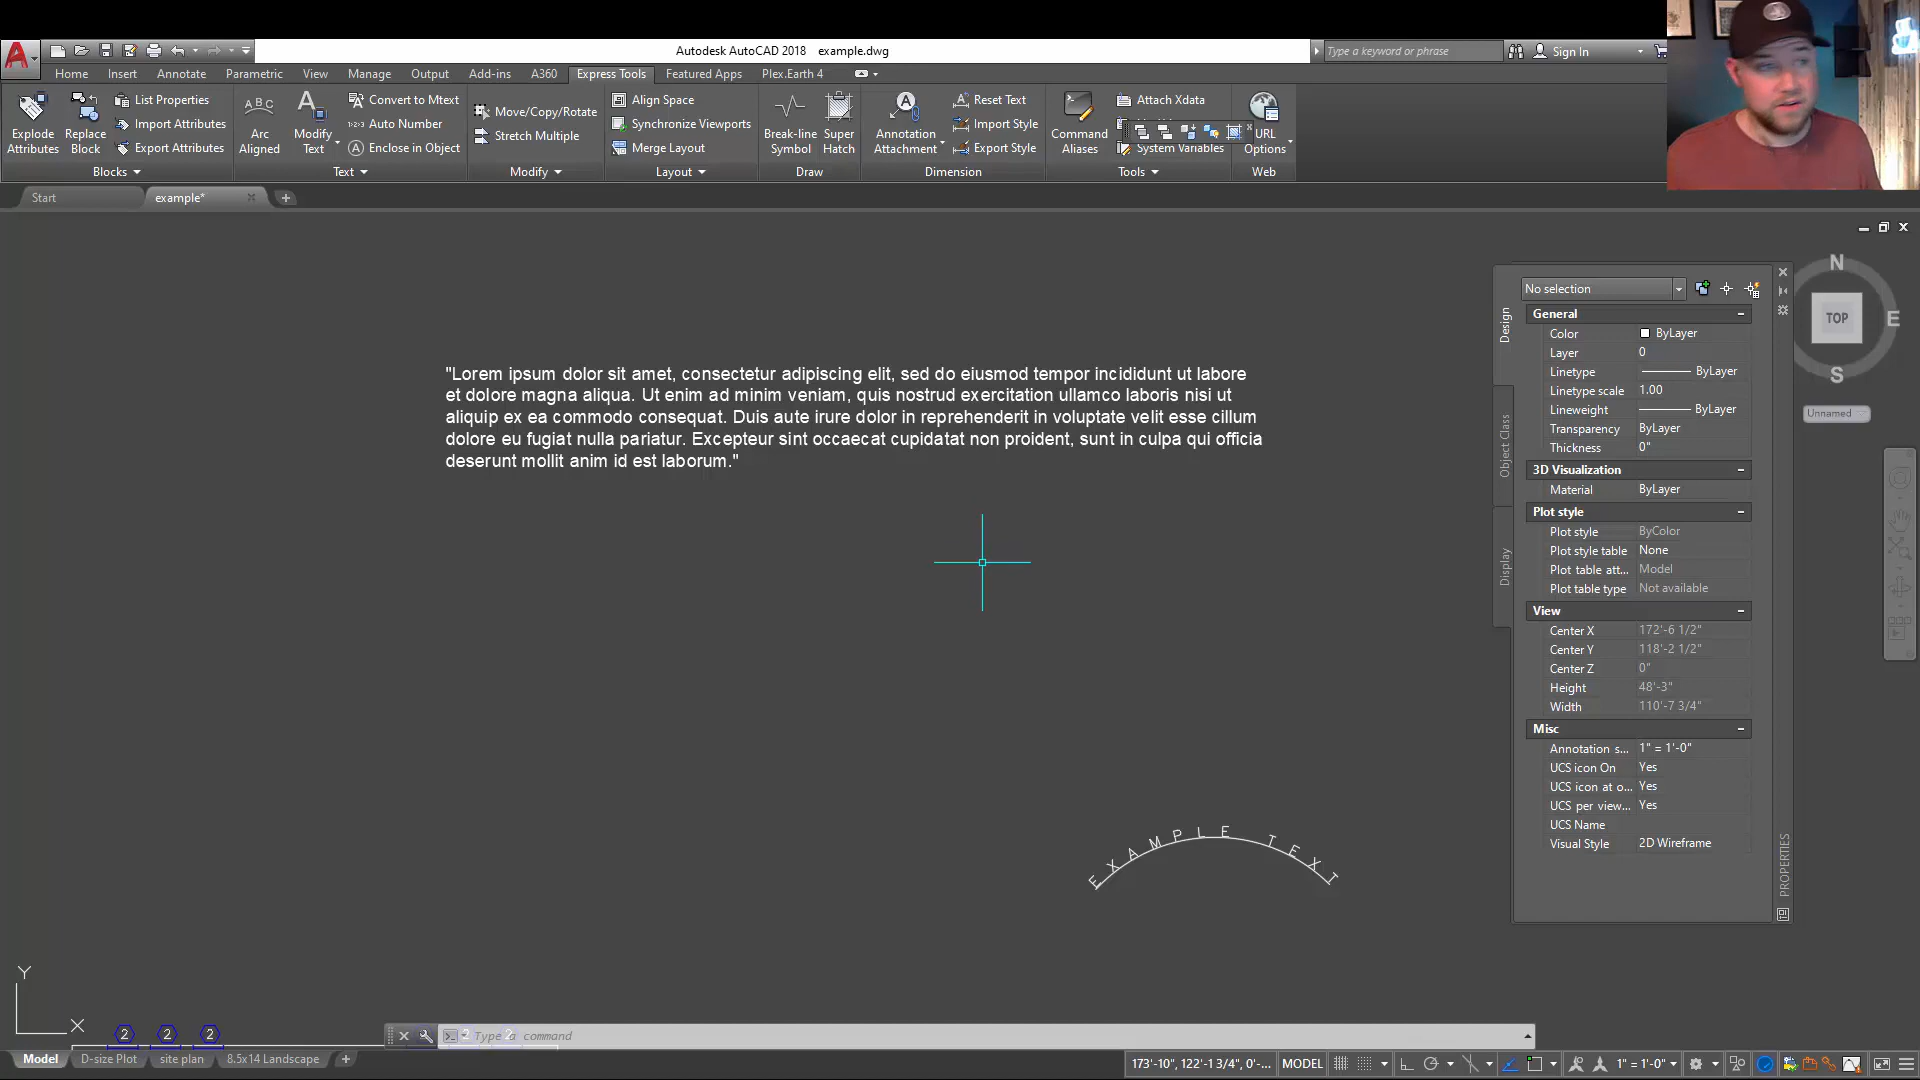 Autodesk AutoCAD 2018 example.dwg
Type a keyword or phrase
Sign In
Home Insert Annotate Parametric View Manage Output Add-ins A360 Express Tools Featured Apps Plex.Earth 4
Explode Attributes
Replace Block
List Properties
Import Attributes
Export Attributes
Blocks
ABC
Arc Aligned
Modify Text
Convert to Mtext
Auto Number
Enclose in Object
Text
Move/Copy/Rotate
Stretch Multiple
Modify
Align Space
Synchronize Viewports
Merge Layout
Layout
Break-line Symbol
Super Hatch
Draw
Annotation Attachment
Reset Text
Import Style
Export Style
Dimension
Command Aliases
Attach Xdata
System Variables
Tools
URL Options
Web
Start
example*
"Lorem ipsum dolor sit amet, consectetur adipiscing elit, sed do eiusmod tempor incididunt ut labore
et dolore magna aliqua. Ut enim ad minim veniam, quis nostrud exercitation ullamco laboris nisi ut
aliquip ex ea commodo consequat. Duis aute irure dolor in reprehenderit in voluptate velit esse cillum
dolore eu fugiat nulla pariatur. Excepteur sint occaecat cupidatat non proident, sunt in culpa qui officia
deserunt mollit anim id est laborum."
EXAMPLE TEXT
N
TOP
E
S
Unnamed
Design
Object Class
Display
PROPERTIES
No selection
General
Color ByLayer
Layer 0
Linetype ByLayer
Linetype scale 1.00
Lineweight ByLayer
Transparency ByLayer
Thickness 0"
3D Visualization
Material ByLayer
Plot style
Plot style ByColor
Plot style table None
Plot table att... Model
Plot table type Not available
View
Center X 172'-6 1/2"
Center Y 118'-2 1/2"
Center Z 0"
Height 48'-3"
Width 110'-7 3/4"
Misc
Annotation s... 1" = 1'-0"
UCS icon On Yes
UCS icon at o... Yes
UCS per view... Yes
UCS Name
Visual Style 2D Wireframe
Y
X
2 2 2
Type a command
Model D-size Plot site plan 8.5x14 Landscape
173'-10", 122'-1 3/4", 0'-... MODEL 1" = 1'-0"